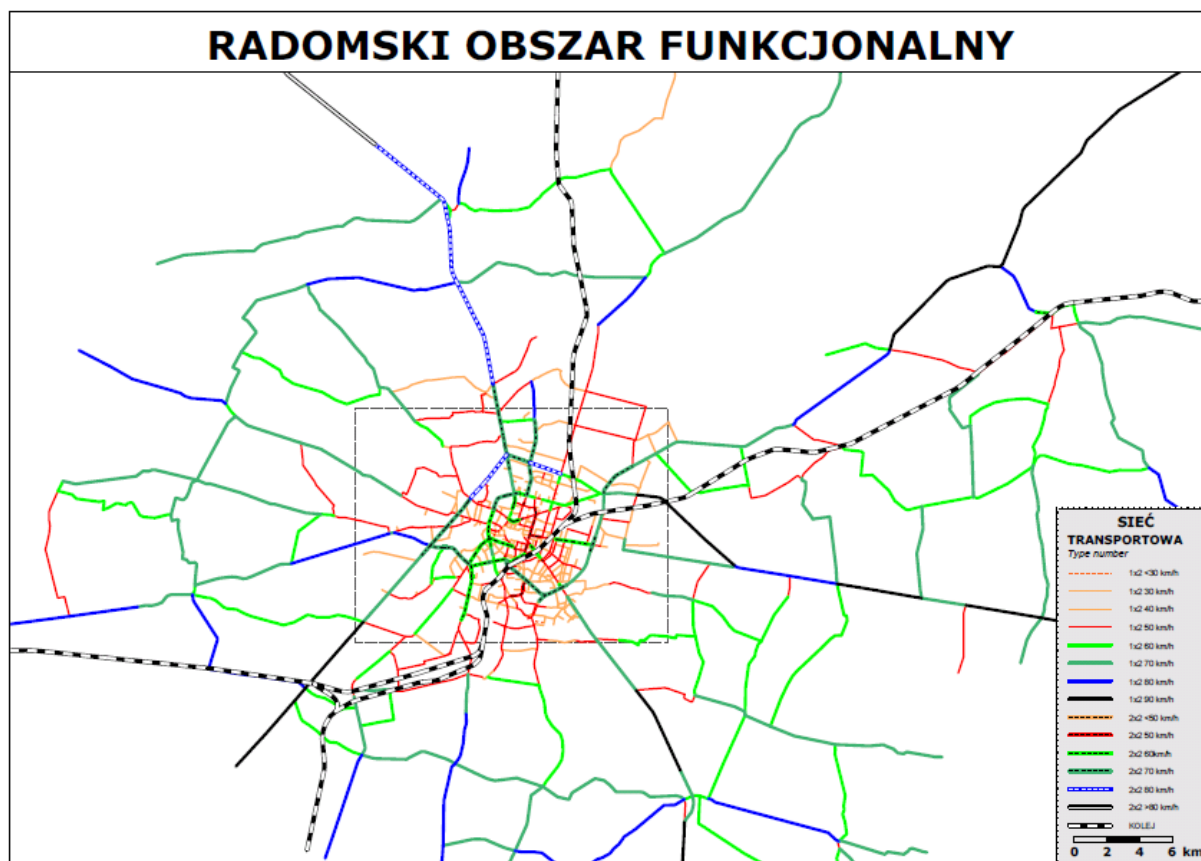 RADOMSKI OBSZAR FUNKCJONALNY
SIEĆ
TRANSPORTOWA
Type number
1x2 <30 km/h
1x2 30 km/h
1x2 40 km/h
1x2 50 km/h
1x2 60 km/h
1x2 70 km/h
1x2 80 km/h
1x2 90 km/h
2x2 <50 km/h
2x2 50 km/h
2x2 60km/h
2x2 70 km/h
2x2 80 km/h
2x2 >80 km/h
KOLEJ
0 2 4 6 km